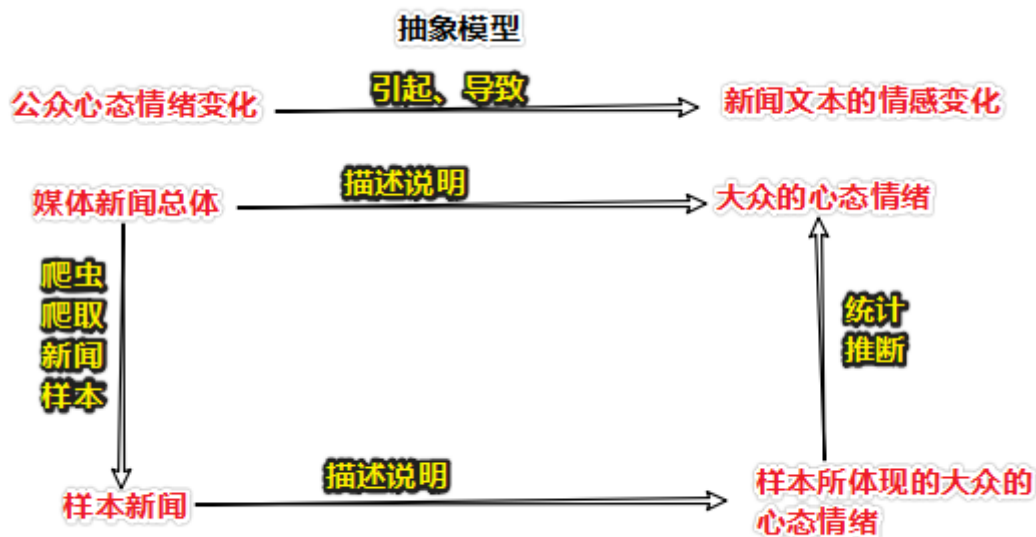 抽象模型
公众心态情绪变化
引起、导致
新闻文本的情感变化
媒体新闻总体
描述说明
大众的心态情绪
爬虫
爬取
新闻
样本
统计
推断
样本新闻
描述说明
样本所体现的大众的
心态情绪